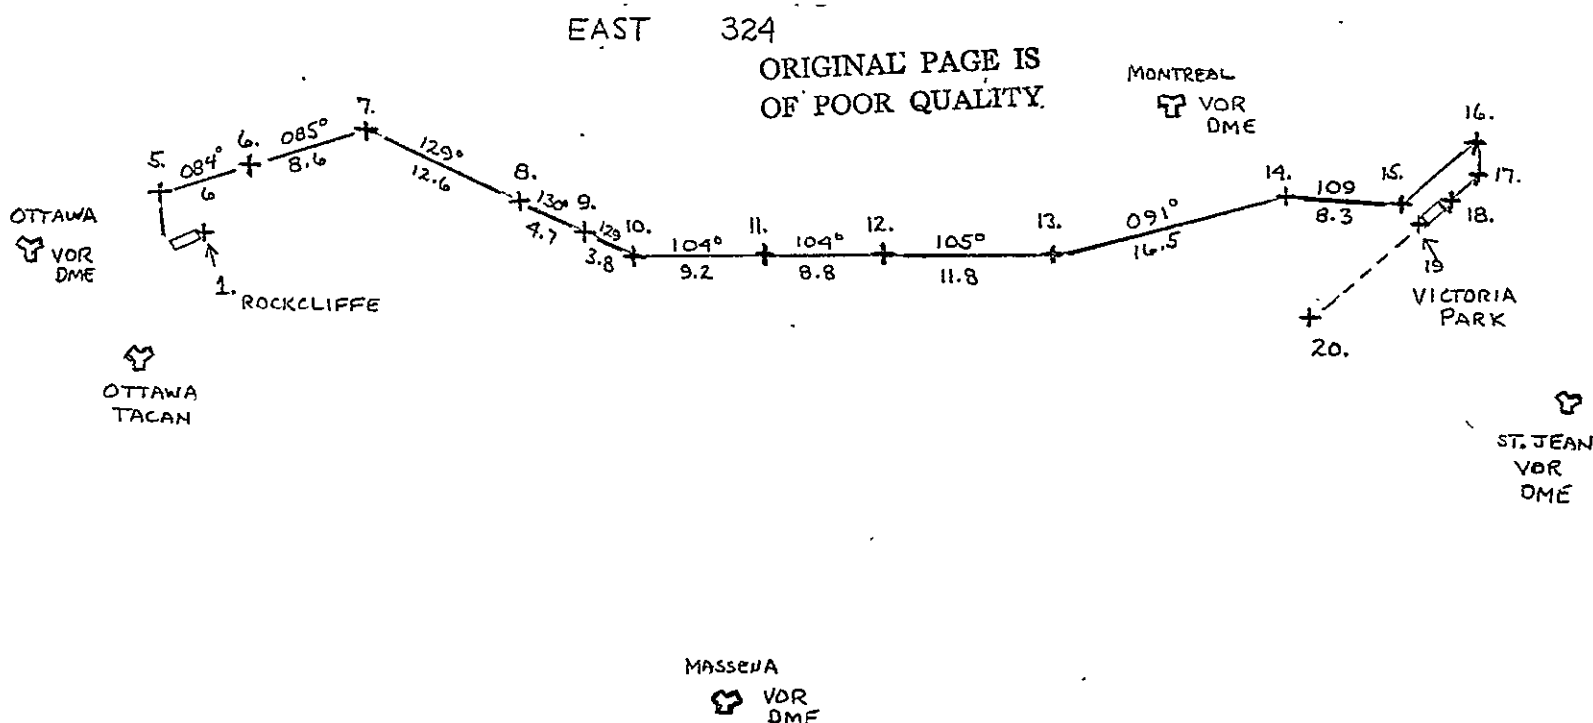 EAST 324
ORIGINAL PAGE IS
OF POOR QUALITY
MONTREAL
VOR
DME
5.
084°
6
6.
085°
8.6
7.
129°
12.6
8.
130°
4.7
9.
129
3.8
10.
104°
9.2
11.
104°
8.8
12.
105°
11.8
13.
091°
16.5
14.
109
8.3
15.
16.
17.
18.
19
VICTORIA
PARK
20.
OTTAWA
VOR
DME
1. ROCKCLIFFE
OTTAWA
TACAN
ST. JEAN
VOR
DME
MASSENA
VOR
DME